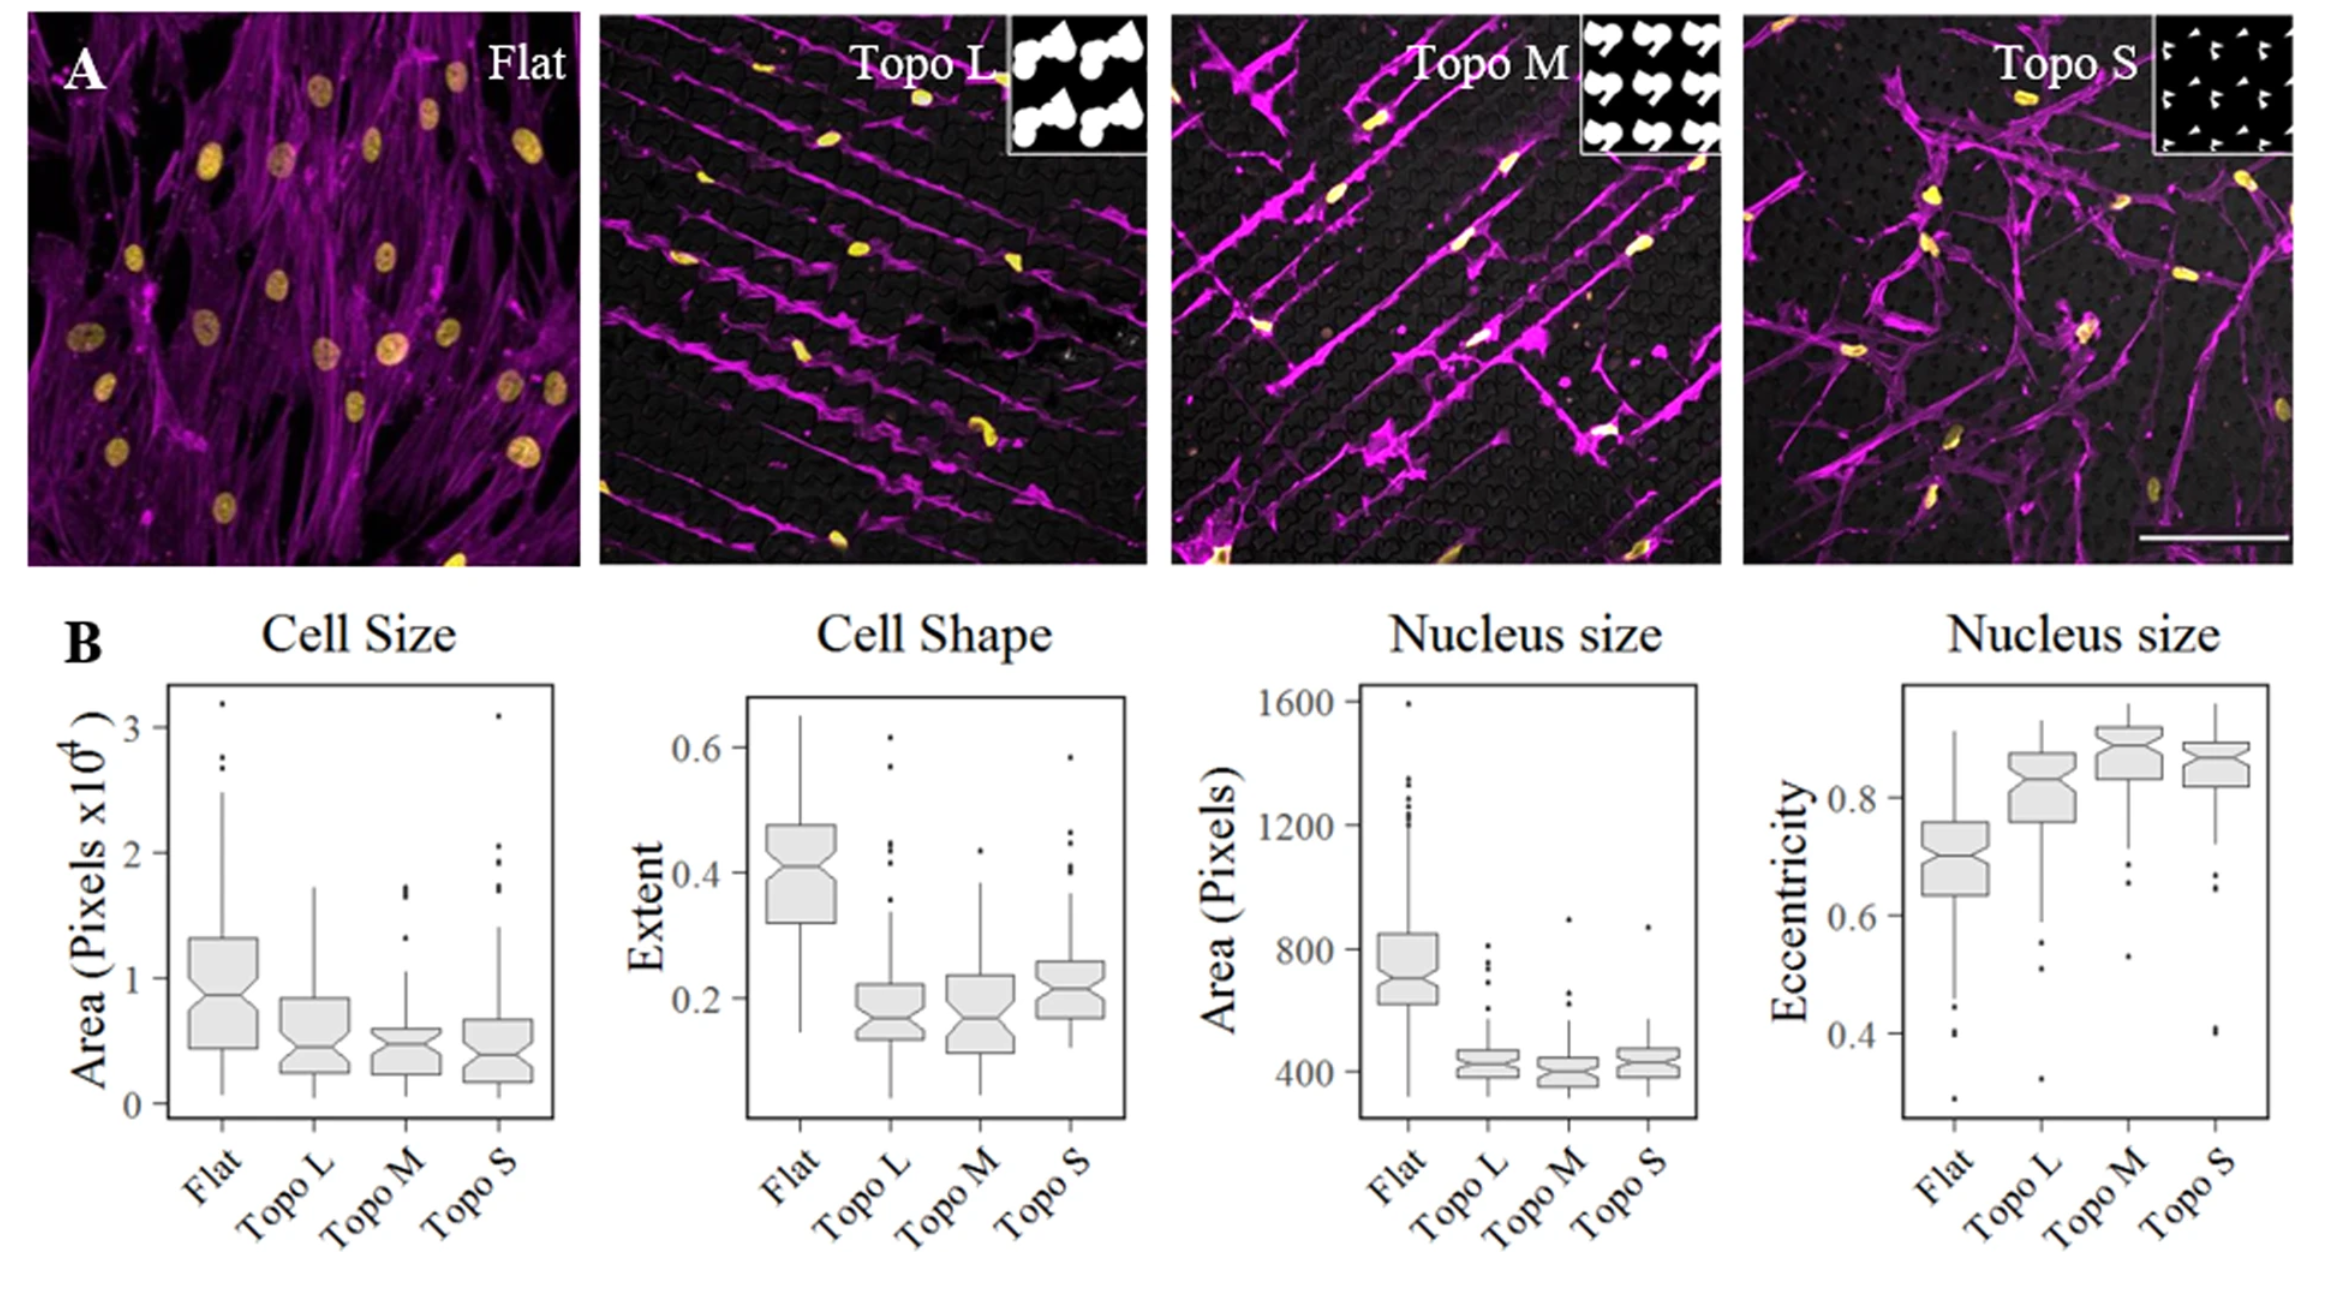 A
Flat
Topo L
Topo M
Topo S
B
Cell Size
Cell Shape
Nucleus size
Nucleus size
Area (Pixels x10^4)
3
2
1
0
Flat
Topo L
Topo M
Topo S
Extent
0.6
0.4
0.2
Flat
Topo L
Topo M
Topo S
Area (Pixels)
1600
1200
800
400
Flat
Topo L
Topo M
Topo S
Eccentricity
0.8
0.6
0.4
Flat
Topo L
Topo M
Topo S